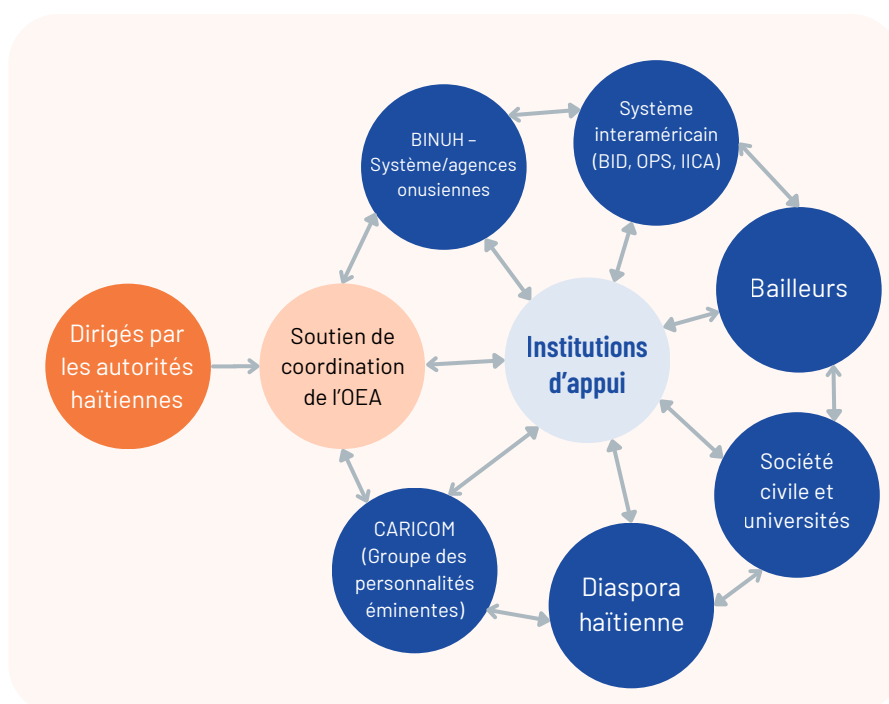 BINUH –
Système/agences
onusiennes
Système
interaméricain
(BID, OPS, IICA)
Bailleurs
Dirigés par
les autorités
haïtiennes
Soutien de
coordination
de l’OEA
Institutions
d’appui
Société
civile et
universités
CARICOM
(Groupe des
personnalités
éminentes)
Diaspora
haïtienne